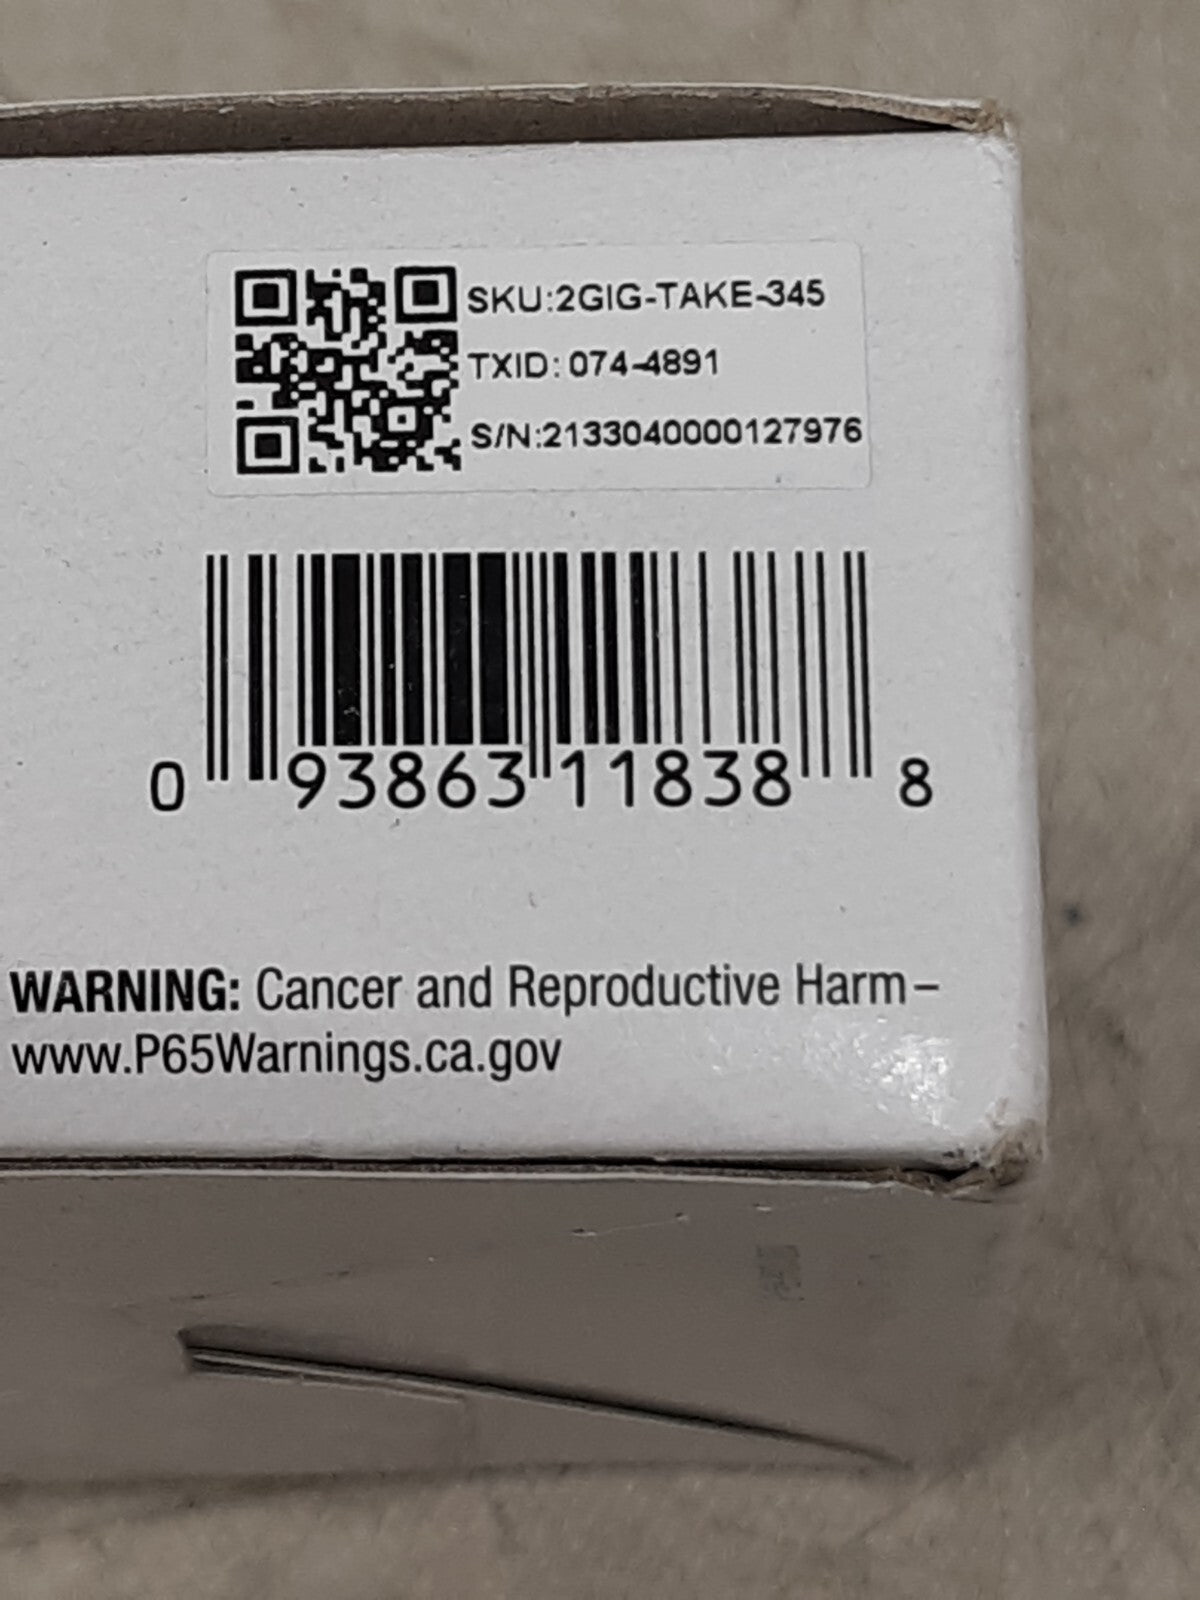 SKU:2GIG-TAKE-345
TXID: 074-4891
S/N:2133040000127976
0 93863 11838 8
WARNING: Cancer and Reproductive Harm –
www.P65Warnings.ca.gov